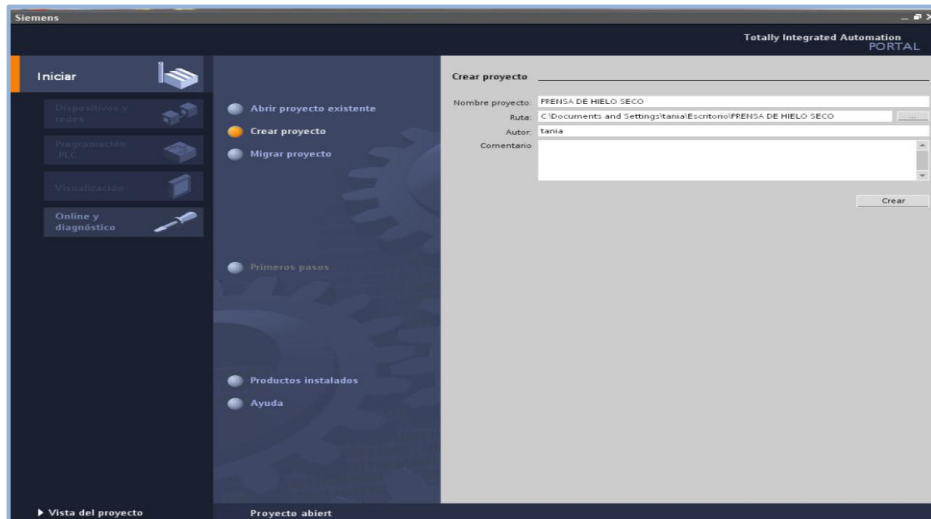 Siemens
Totally Integrated Automation
PORTAL
Iniciar
Dispositivos y
redes
Programación
PLC
Visualización
Online y
diagnóstico
Abrir proyecto existente
Crear proyecto
Migrar proyecto
Primeros pasos
Productos instalados
Ayuda
Crear proyecto
Nombre proyecto: PRENSA DE HIELO SECO
Ruta: C:\Documents and Settings\tania\Escritorio\PRENSA DE HIELO SECO ...
Autor: tania
Comentario
Crear
Vista del proyecto
Proyecto abiert